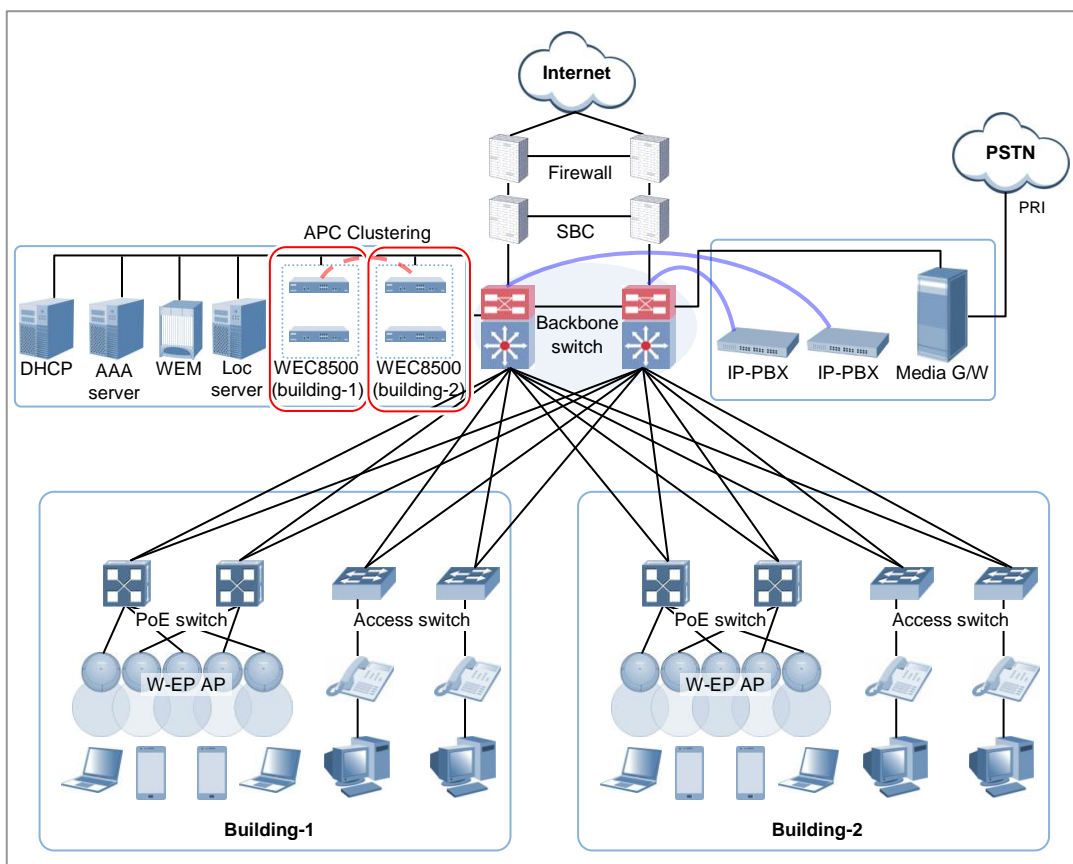 Internet
PSTN
Firewall
PRI
SBC
APC Clustering
Backbone
switch
DHCP
AAA
server
WEM
Loc
server
WEC8500
(building-1)
WEC8500
(building-2)
IP-PBX
IP-PBX
Media G/W
PoE switch
Access switch
PoE switch
Access switch
W-EP AP
W-EP AP
Building-1
Building-2